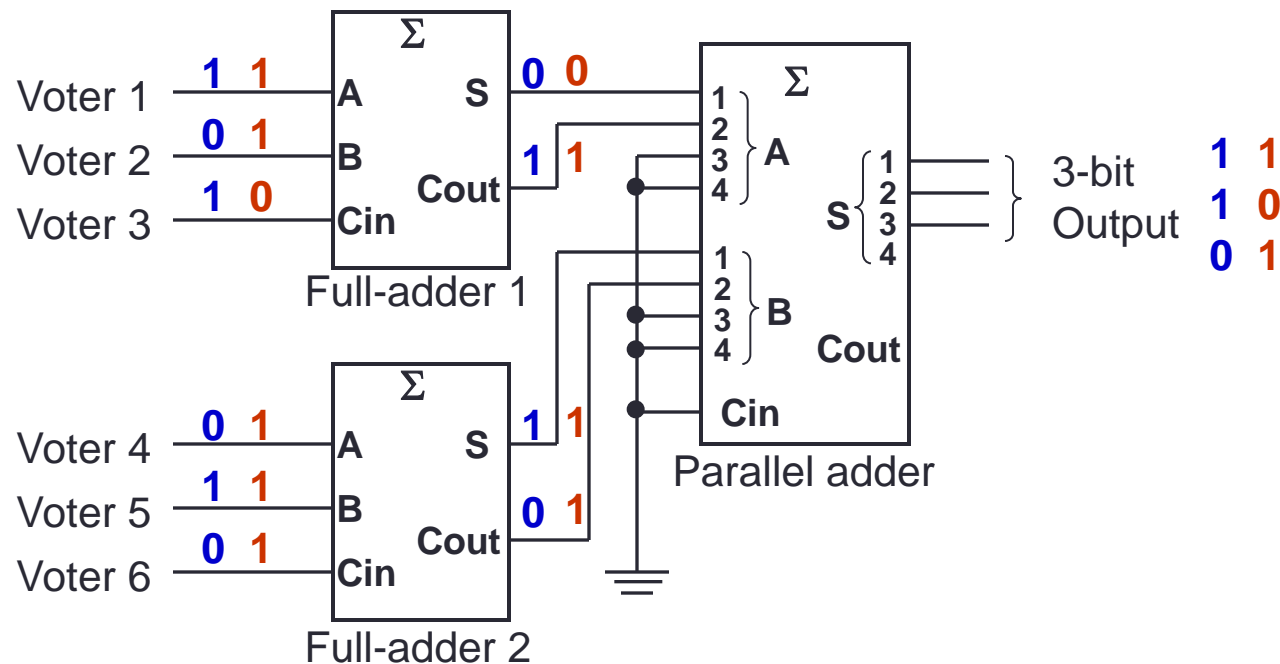 Σ
Voter 1 1 1 A S 0 0
Voter 2 0 1 B
Cout 1 1
Voter 3 1 0 Cin
Full-adder 1
Σ
Voter 4 0 1 A S 1 1
Voter 5 1 1 B
Cout 0 1
Voter 6 0 1 Cin
Full-adder 2
Σ
1
2
3
4
A
1
2
3
4
B
Cin
S
1
2
3
4
Cout
Parallel adder
3-bit
Output
1 1
1 0
0 1